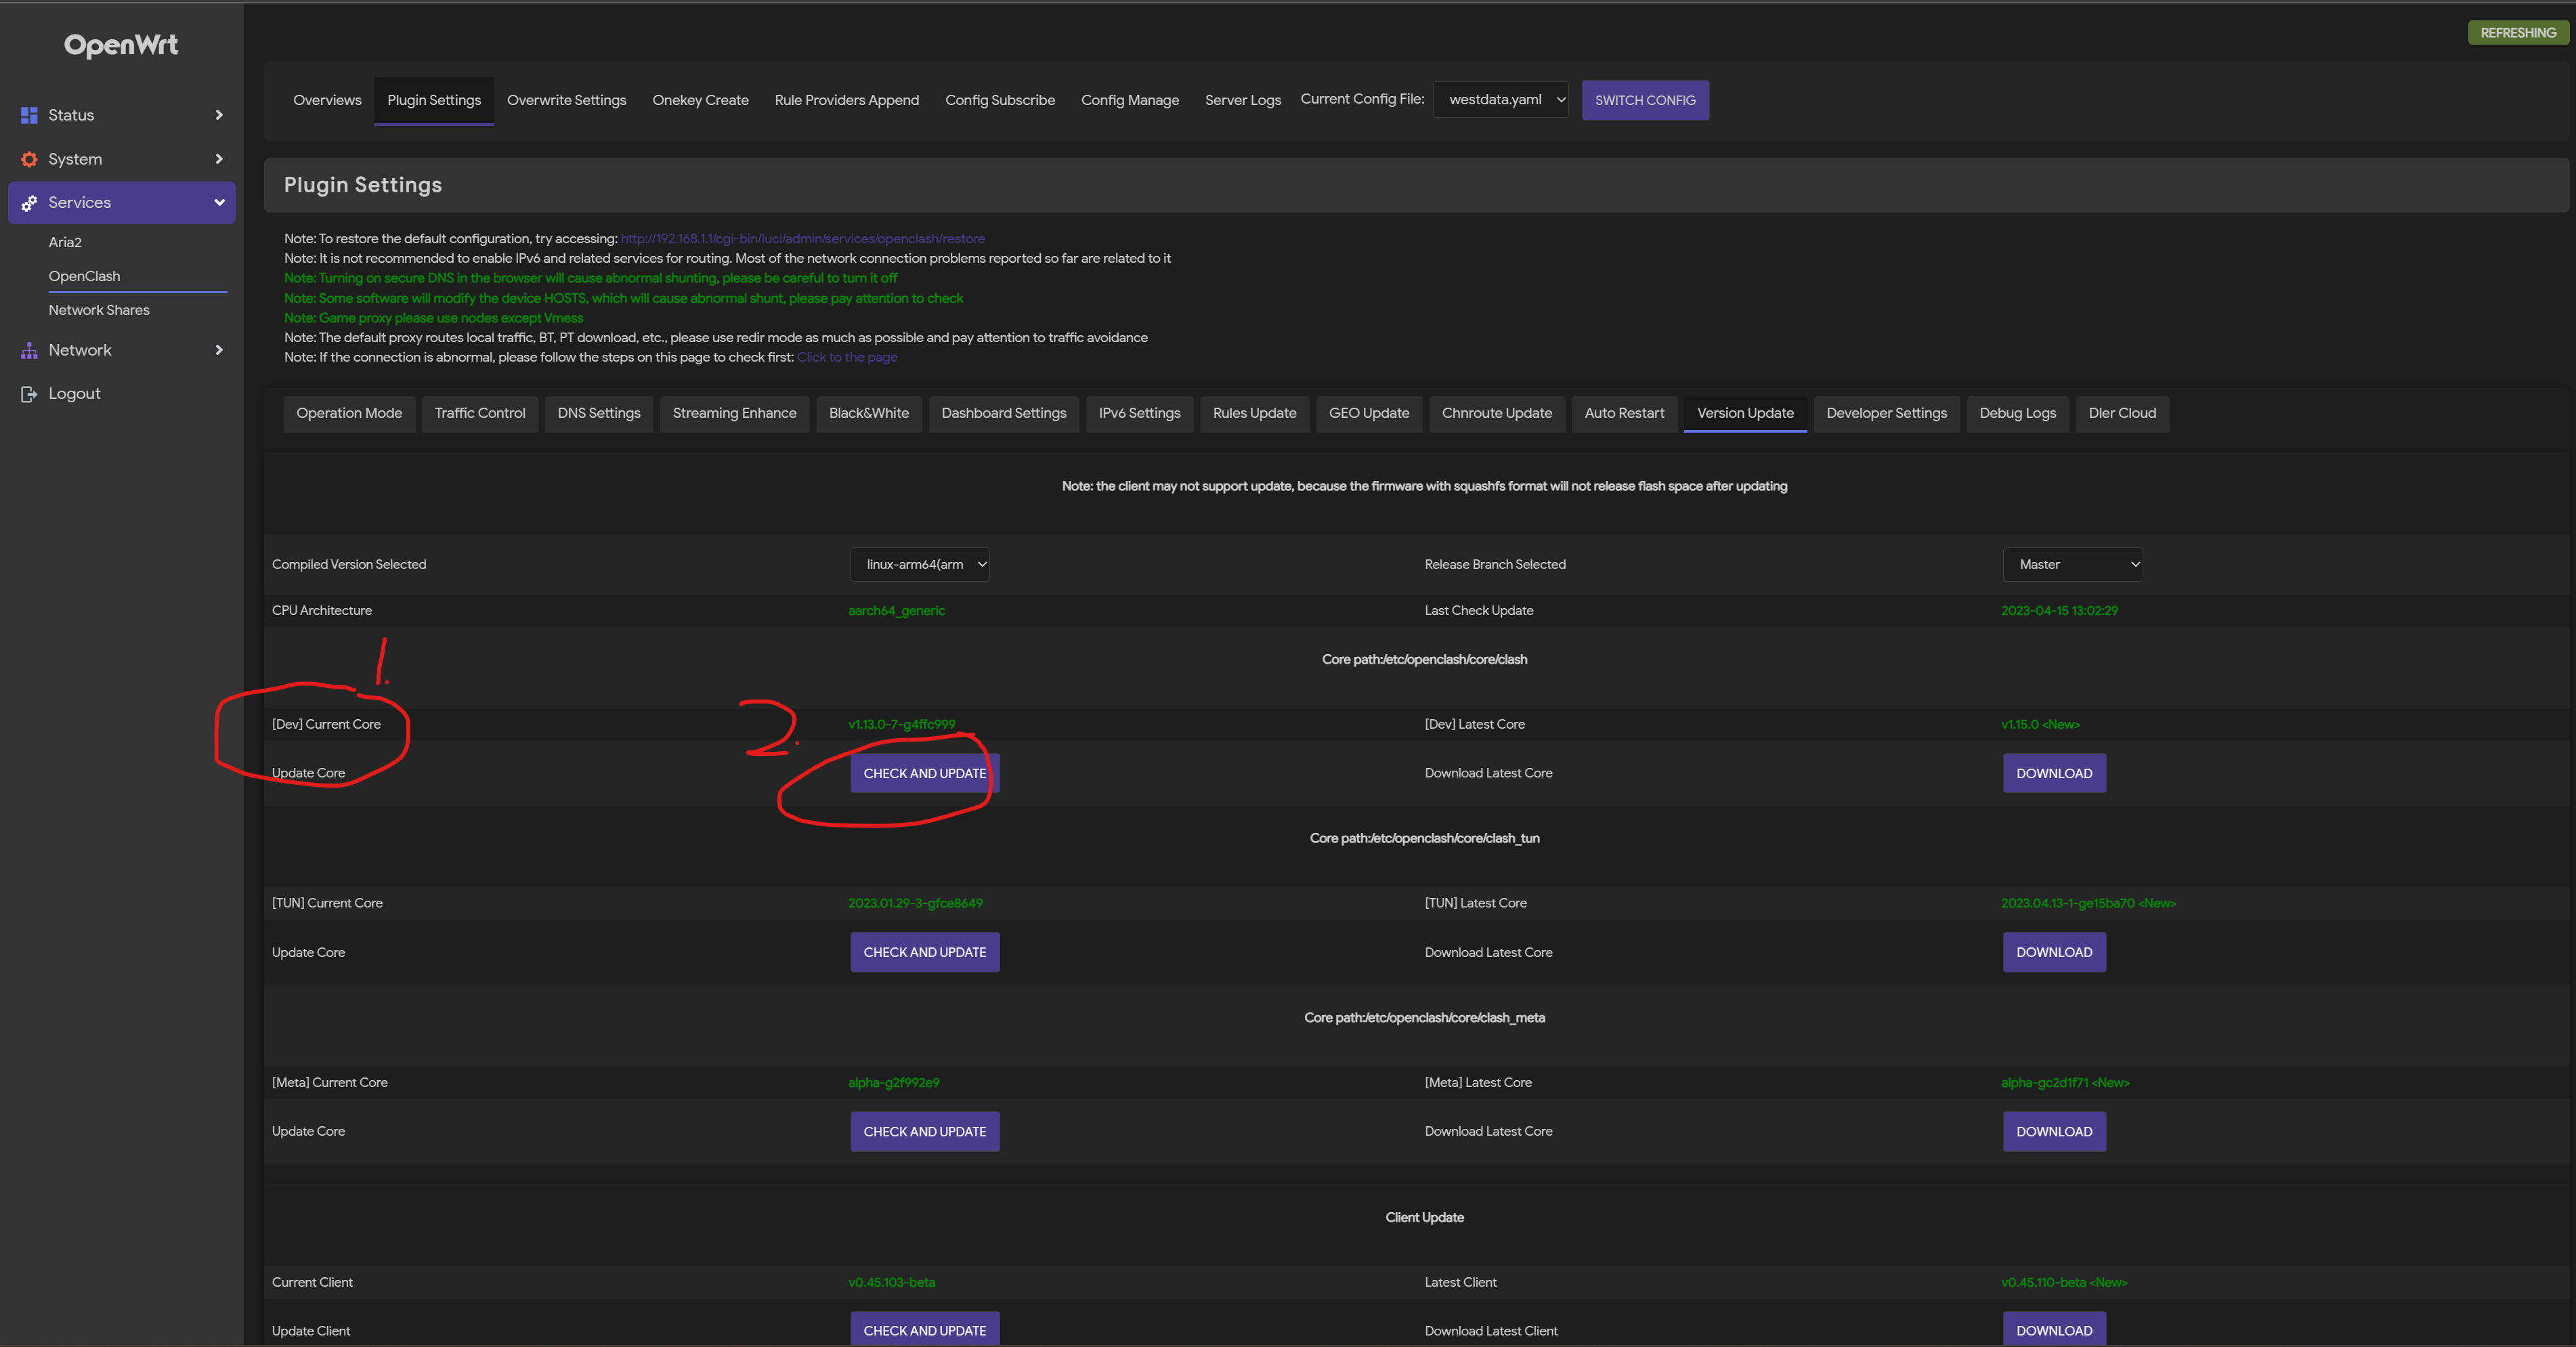 OpenWrt
REFRESHING
Status
System
Services
Aria2
OpenClash
Network Shares
Network
Logout
Overviews Plugin Settings Overwrite Settings Onekey Create Rule Providers Append Config Subscribe Config Manage Server Logs Current Config File: westdata.yaml SWITCH CONFIG
Plugin Settings
Note: To restore the default configuration, try accessing: http://192.168.1.1/cgi-bin/luci/admin/services/openclash/restore
Note: It is not recommended to enable IPv6 and related services for routing. Most of the network connection problems reported so far are related to it
Note: Turning on secure DNS in the browser will cause abnormal shunting, please be careful to turn it off
Note: Some software will modify the device HOSTS, which will cause abnormal shunt, please pay attention to check
Note: Game proxy please use nodes except Vmess
Note: The default proxy routes local traffic, BT, PT download, etc., please use redir mode as much as possible and pay attention to traffic avoidance
Note: If the connection is abnormal, please follow the steps on this page to check first: Click to the page
Operation Mode Traffic Control DNS Settings Streaming Enhance Black&White Dashboard Settings IPv6 Settings Rules Update GEO Update Chnroute Update Auto Restart Version Update Developer Settings Debug Logs Dler Cloud
Note: the client may not support update, because the firmware with squashfs format will not release flash space after updating
Compiled Version Selected linux-arm64(arm Release Branch Selected Master
CPU Architecture aarch64_generic Last Check Update 2023-04-15 13:02:29
Core path:/etc/openclash/core/clash
1.
2.
[Dev] Current Core v1.13.0-7-g4ffc999 [Dev] Latest Core v1.15.0 <New>
Update Core CHECK AND UPDATE Download Latest Core DOWNLOAD
Core path:/etc/openclash/core/clash_tun
[TUN] Current Core 2023.01.29-3-gfce8649 [TUN] Latest Core 2023.04.13-1-ge15ba70 <New>
Update Core CHECK AND UPDATE Download Latest Core DOWNLOAD
Core path:/etc/openclash/core/clash_meta
[Meta] Current Core alpha-g2f992e9 [Meta] Latest Core alpha-gc2d1f71 <New>
Update Core CHECK AND UPDATE Download Latest Core DOWNLOAD
Client Update
Current Client v0.45.103-beta Latest Client v0.45.110-beta <New>
Update Client CHECK AND UPDATE Download Latest Client DOWNLOAD